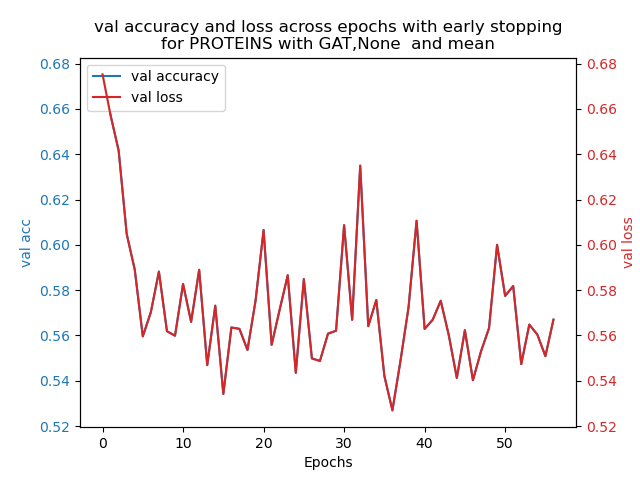 val accuracy and loss across epochs with early stopping
for PROTEINS with GAT,None  and mean
val accuracy
val loss
0.68
0.66
0.64
0.62
0.60
0.58
0.56
0.54
0.52
val acc
0.68
0.66
0.64
0.62
0.60
0.58
0.56
0.54
0.52
val loss
0 10 20 30 40 50
Epochs